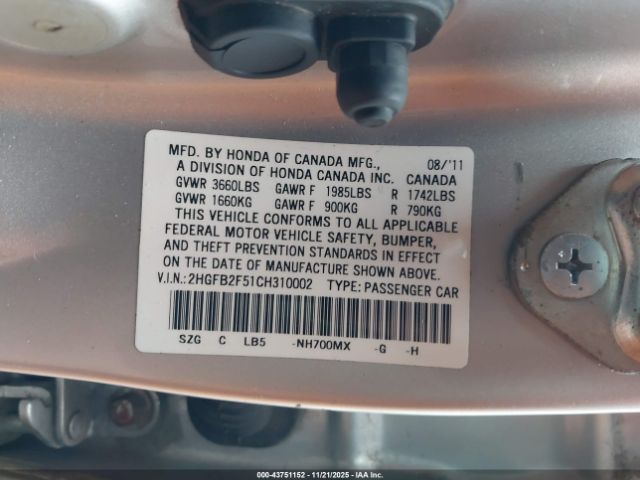 MFD. BY HONDA OF CANADA MFG., 08/'11
A DIVISION OF HONDA CANADA INC. CANADA
GVWR 3660LBS GAWR F 1985LBS R 1742LBS
GVWR 1660KG GAWR F 900KG R 790KG
THIS VEHICLE CONFORMS TO ALL APPLICABLE
FEDERAL MOTOR VEHICLE SAFETY, BUMPER,
AND THEFT PREVENTION STANDARDS IN EFFECT
ON THE DATE OF MANUFACTURE SHOWN ABOVE.
V.I.N.:2HGFB2F51CH310002 TYPE:PASSENGER CAR
SZG C LB5 -NH700MX -G -H
000-43751152 - 11/21/2025 - IAAI.COM